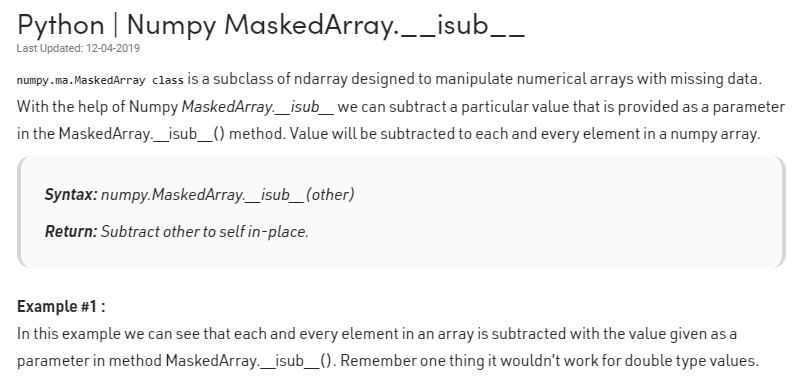 Python | Numpy MaskedArray.__isub__
Last Updated: 12-04-2019
numpy.ma.MaskedArray class is a subclass of ndarray designed to manipulate numerical arrays with missing data.
With the help of Numpy MaskedArray.__isub__ we can subtract a particular value that is provided as a parameter
in the MaskedArray.__isub__() method. Value will be subtracted to each and every element in a numpy array.
Syntax: numpy.MaskedArray.__isub__(other)
Return: Subtract other to self in-place.
Example #1 :
In this example we can see that each and every element in an array is subtracted with the value given as a
parameter in method MaskedArray.__isub__(). Remember one thing it wouldn't work for double type values.